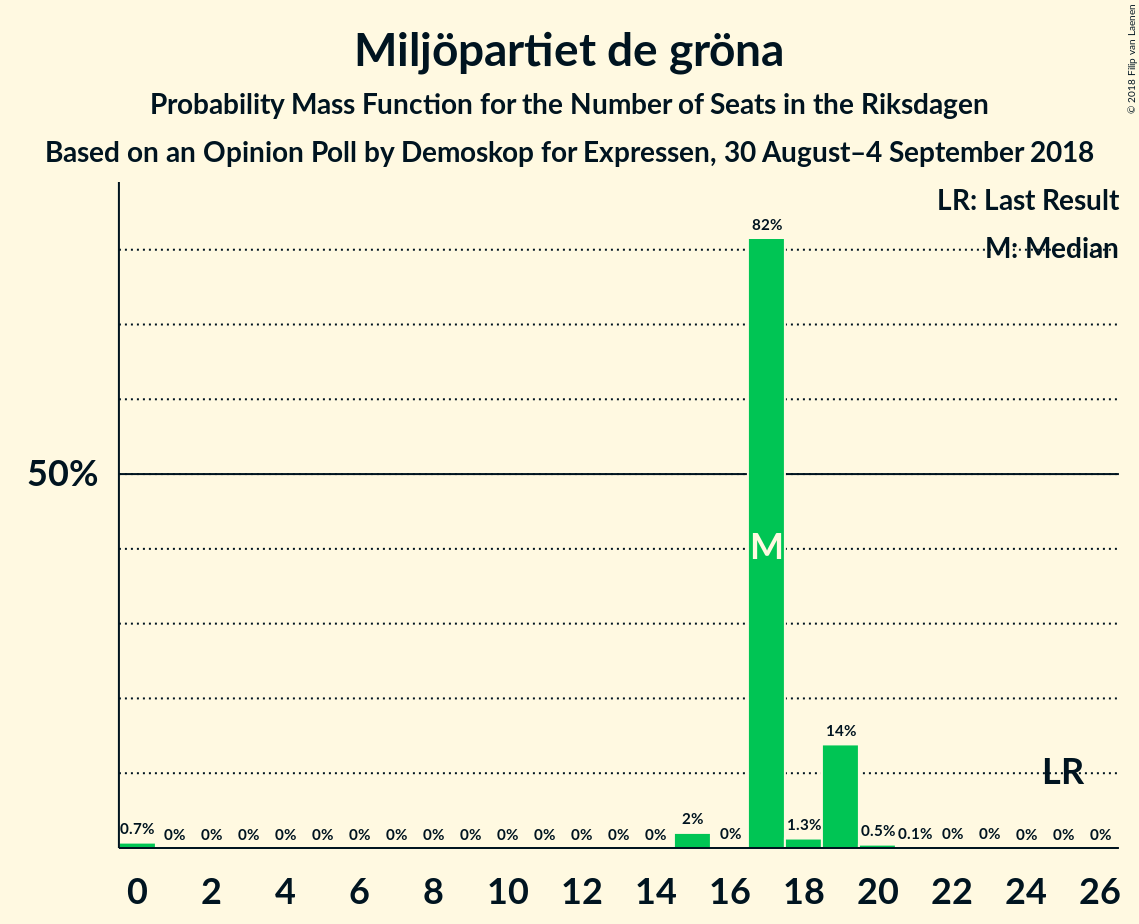 Miljöpartiet de gröna
Probability Mass Function for the Number of Seats in the Riksdagen
Based on an Opinion Poll by Demoskop for Expressen, 30 August–4 September 2018
© 2018 Filip van Laenen
LR: Last Result
M: Median
82%
50%
M
14%
LR
0.7% 0% 0% 0% 0% 0% 0% 0% 0% 0% 0% 0% 0% 0% 0% 2% 0% 1.3% 0.5% 0.1% 0% 0% 0% 0% 0%
0 2 4 6 8 10 12 14 16 18 20 22 24 26